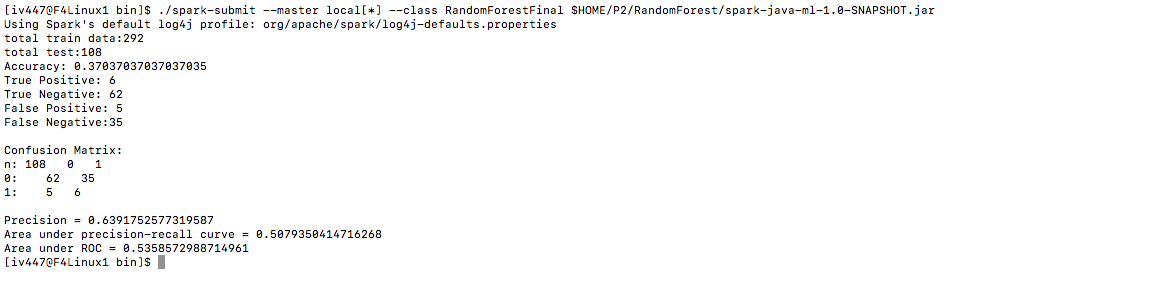 [iv447@F4Linux1 bin]$ ./spark-submit --master local[*] --class RandomForestFinal $HOME/P2/RandomForest/spark-java-ml-1.0-SNAPSHOT.jar
Using Spark's default log4j profile: org/apache/spark/log4j-defaults.properties
total train data:292
total test:108
Accuracy: 0.37037037037037035
True Positive: 6
True Negative: 62
False Positive: 5
False Negative:35

Confusion Matrix:
n: 108   0   1
0:    62   35
1:    5   6

Precision = 0.6391752577319587
Area under precision-recall curve = 0.5079350414716268
Area under ROC = 0.5358572988714961
[iv447@F4Linux1 bin]$